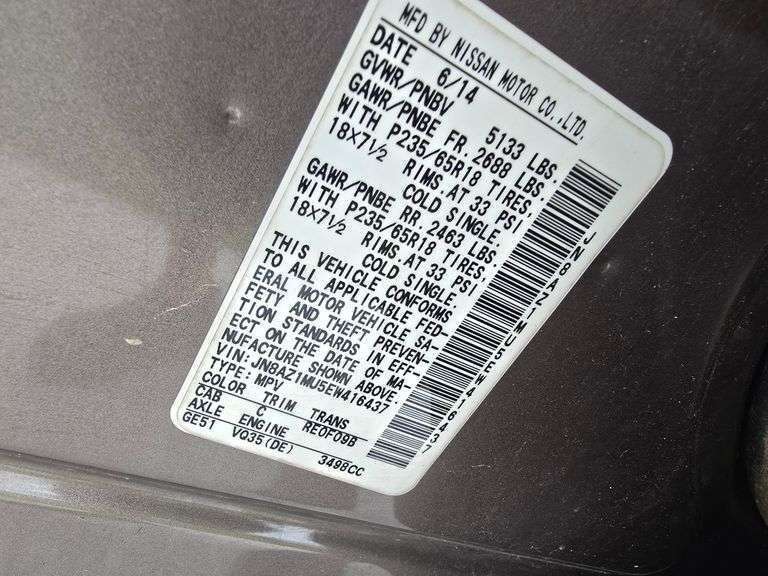 MFD BY NISSAN MOTOR CO.,LTD.
DATE 6/14
GVWR/PNBV 5133 LBS.
GAWR/PNBE FR. 2688 LBS.
WITH P235/65R18 TIRES.
18X7½ RIMS.AT 33 PSI
COLD SINGLE.
GAWR/PNBE RR. 2463 LBS.
WITH P235/65R18 TIRES.
18X7½ RIMS.AT 33 PSI
COLD SINGLE.
THIS VEHICLE CONFORMS
TO ALL APPLICABLE FED-
ERAL MOTOR VEHICLE SA-
FETY AND THEFT PREVEN-
TION STANDARDS IN EFF-
ECT ON THE DATE OF MA-
NUFACTURE SHOWN ABOVE.
VIN: JN8AZ1MU5EW416437
TYPE: MPV
COLOR TRIM TRANS
CAB C RE0F09B
AXLE ENGINE
GE51 VQ35(DE) 3498CC
JN8AZ1MU5EW416437